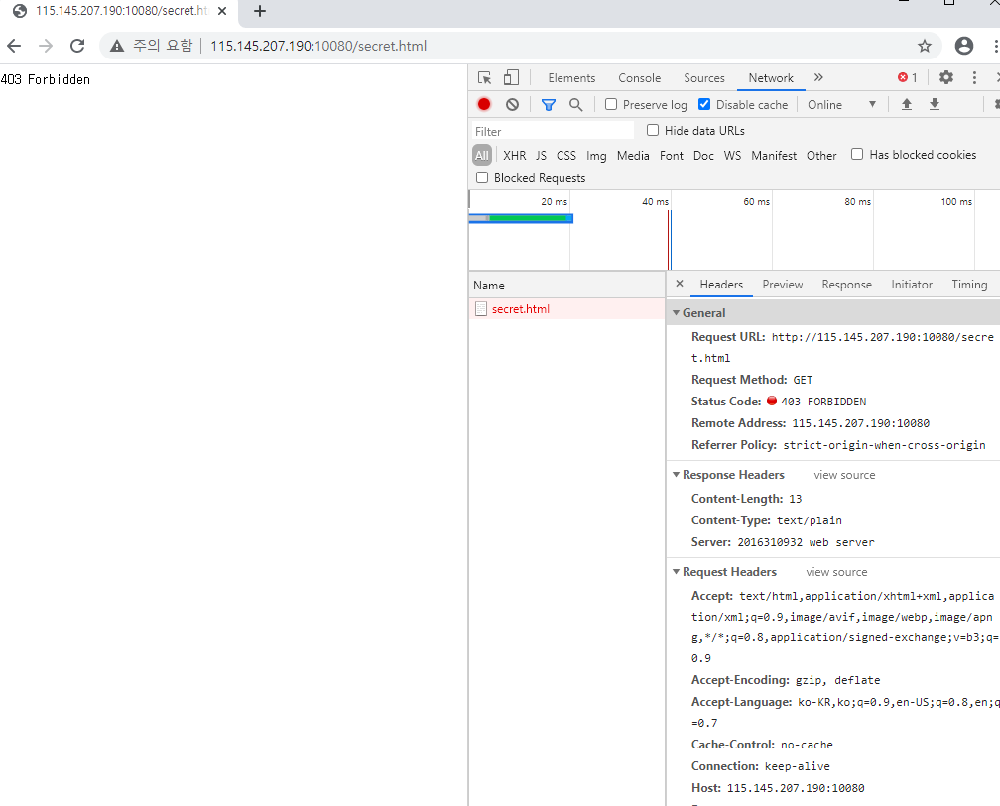 115.145.207.190:10080/secret.ht
주의 요함 115.145.207.190:10080/secret.html
403 Forbidden
Elements Console Sources Network 1
Preserve log Disable cache Online
Filter Hide data URLs
All XHR JS CSS Img Media Font Doc WS Manifest Other Has blocked cookies
Blocked Requests
20 ms 40 ms 60 ms 80 ms 100 ms
Name
secret.html
Headers Preview Response Initiator Timing
General
Request URL: http://115.145.207.190:10080/secre
t.html
Request Method: GET
Status Code: 403 FORBIDDEN
Remote Address: 115.145.207.190:10080
Referrer Policy: strict-origin-when-cross-origin
Response Headers view source
Content-Length: 13
Content-Type: text/plain
Server: 2016310932 web server
Request Headers view source
Accept: text/html,application/xhtml+xml,applica
tion/xml;q=0.9,image/avif,image/webp,image/apn
g,*/*;q=0.8,application/signed-exchange;v=b3;q=
0.9
Accept-Encoding: gzip, deflate
Accept-Language: ko-KR,ko;q=0.9,en-US;q=0.8,en;q
=0.7
Cache-Control: no-cache
Connection: keep-alive
Host: 115.145.207.190:10080